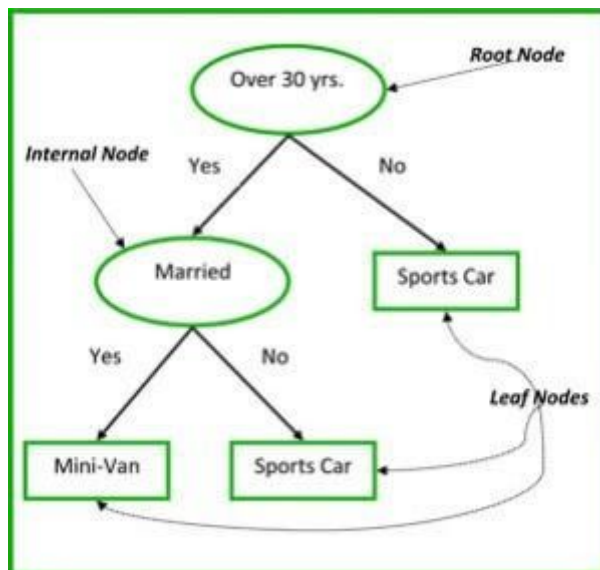 Root Node
Over 30 yrs.
Internal Node
Yes
No
Married
Sports Car
Yes
No
Leaf Nodes
Mini-Van
Sports Car